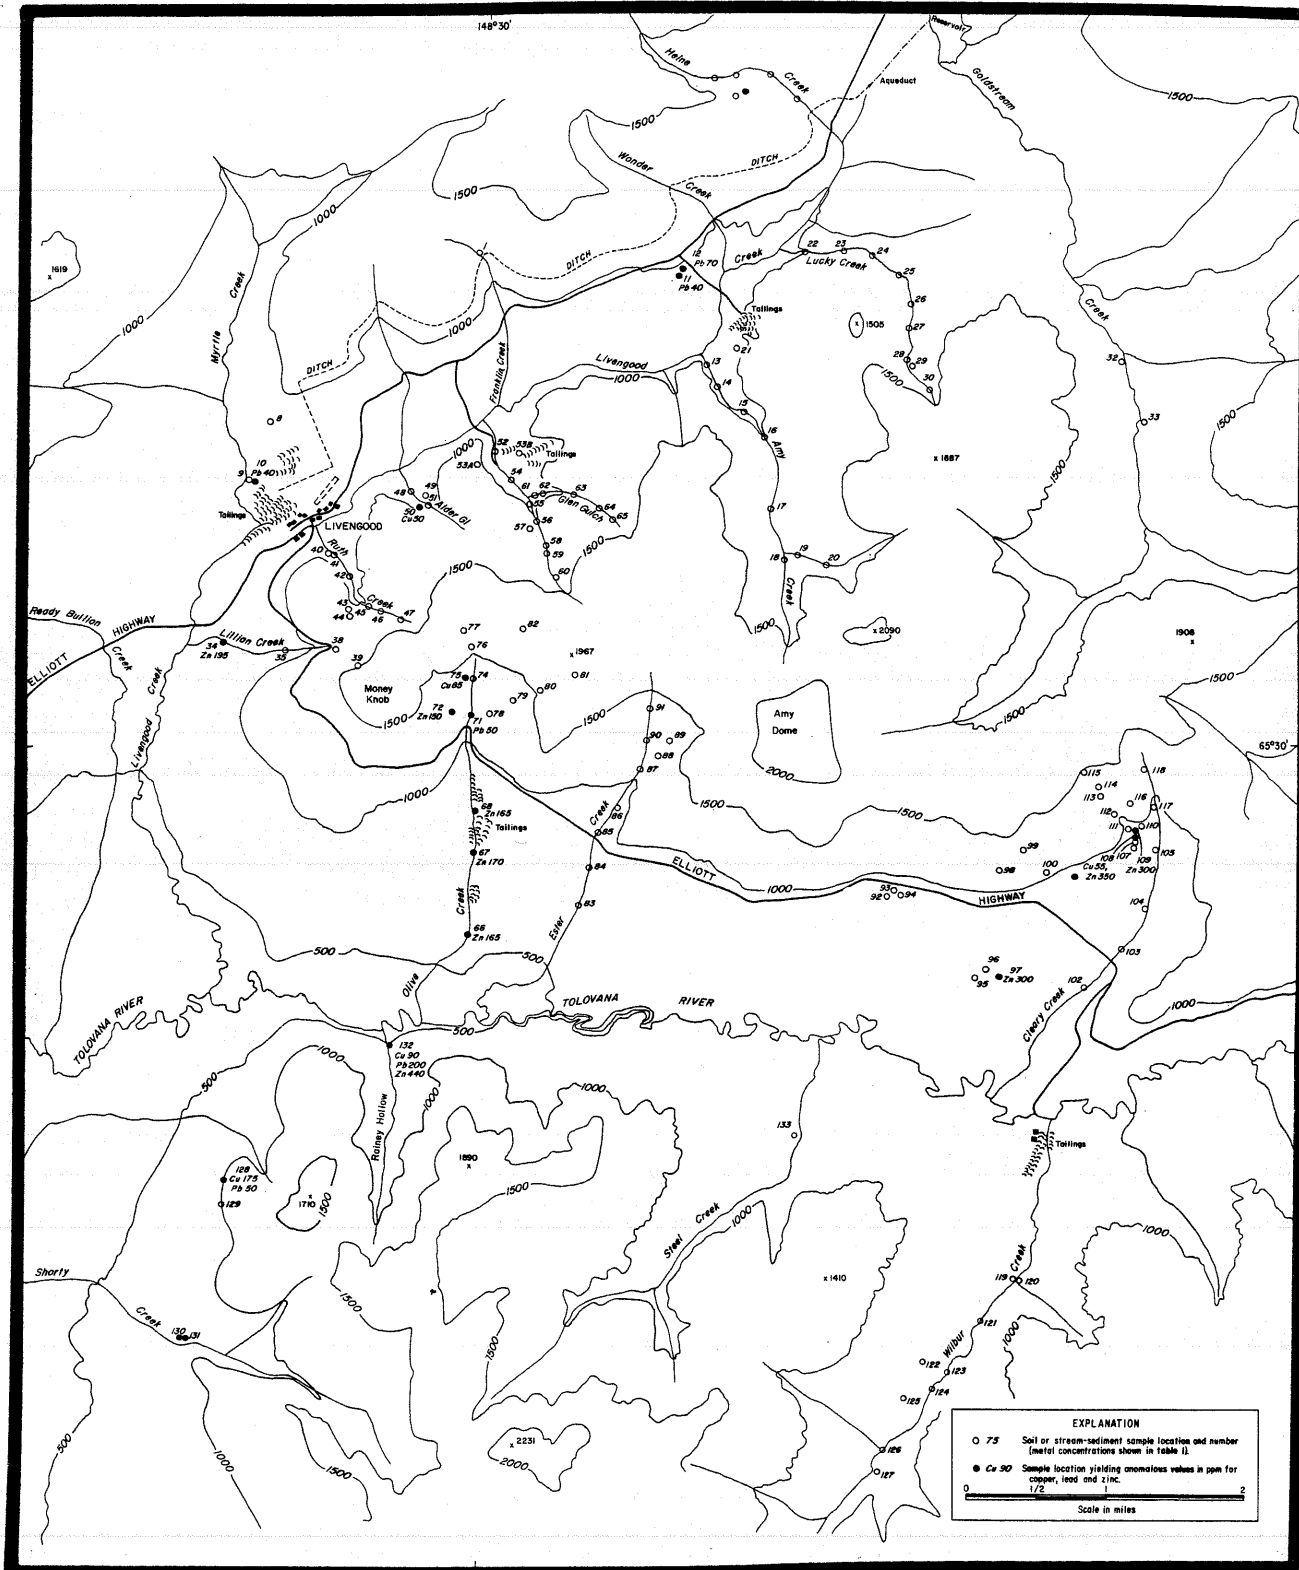 148°30'
Reservoir
Heine
Creek
Aqueduct
Goldstream
1500
1500
Wonder
Creek
DITCH
1500
1000
1619
Myrtle
Creek
DITCH
12
Pb 70
11
Pb 40
Creek
22
23
24
Lucky Creek
25
26
27
1505
28
29
30
1500
Creek
32
33
1500
1000
1000
DITCH
Franklin Creek
Livengood
1000
Tailings
21
13
14
15
16
Amy
1687
1500
8
10
Pb 40
9
Tailings
1000
52
53B
Tailings
53A
54
61
62
63
Glen Gulch
64
65
55
56
57
58
59
60
1500
48
49
51
50
Cu 50
Alder Gl
LIVENGOOD
17
18
19
20
Creek
1500
2090
1908
1500
1500
40
Ruth
41
42
43
44
45
Creek
46
47
1500
Ready Bullion
Creek
ELLIOTT
HIGHWAY
34
Zn 195
Lillian Creek
35
38
39
Money
Knob
1500
77
76
82
1967
75
Cu 85
74
72
Zn 150
71
Pb 50
78
79
80
81
1500
91
90
89
88
87
86
85
84
83
Creek
Ester
Amy
Dome
2000
1500
1500
65°30'
Livengood
Creek
1000
68
Zn 165
Tailings
67
Zn 170
Creek
66
Zn 165
Olive
ELLIOTT
1000
HIGHWAY
92
93
94
98
99
100
115
114
113
116
118
117
112
111
110
108
107
109
Zn 300
Cu 55,
Zn 350
105
104
103
102
96
95
97
Zn 300
Cleary Creek
1000
500
500
TOLOVANA RIVER
TOLOVANA
RIVER
500
500
132
Cu 90
Pb 200
Zn 440
1000
1000
1000
Rainey Hollow
1890
1500
133
Tailings
128
Cu 175
Pb 50
129
1710
1500
Steel
Creek
1000
1410
1000
Shorty
Creek
130
131
1500
1500
119
120
Creek
121
Wilbur
1000
122
123
124
125
126
127
500
1000
1500
2231
2000
EXPLANATION
75 Soil or stream-sediment sample location and number
(metal concentrations shown in table I).
Cu 90 Sample location yielding anomalous values in ppm for
copper, lead and zinc.
0 1/2 1 2
Scale in miles